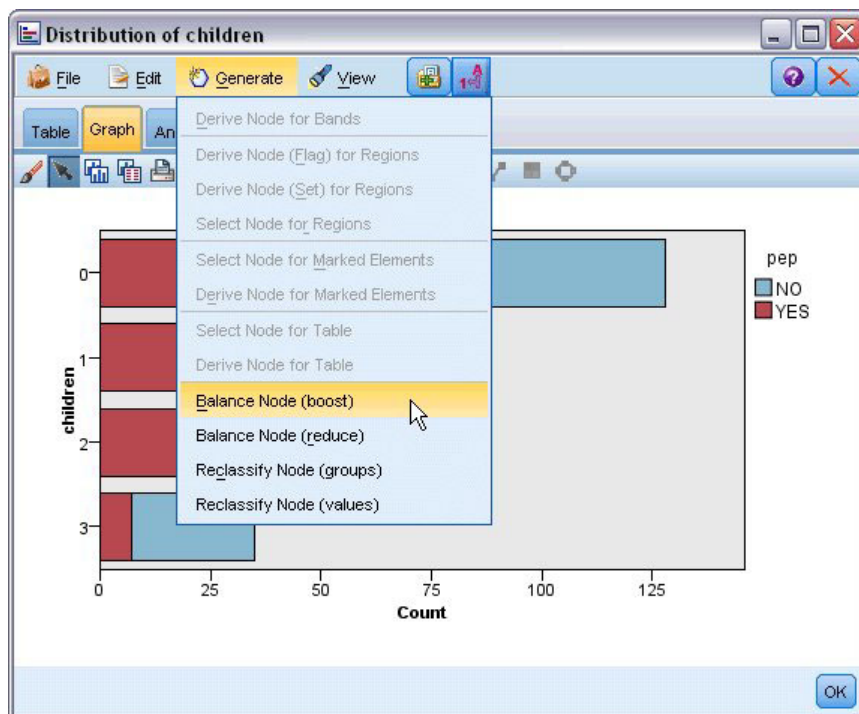 Distribution of children
File Edit Generate View
Table Graph An
Derive Node for Bands
Derive Node (Flag) for Regions
Derive Node (Set) for Regions
Select Node for Regions
Select Node for Marked Elements
Derive Node for Marked Elements
Select Node for Table
Derive Node for Table
Balance Node (boost)
Balance Node (reduce)
Reclassify Node (groups)
Reclassify Node (values)
pep
NO
YES
children
0
1
2
3
0 25 50 75 100 125
Count
OK